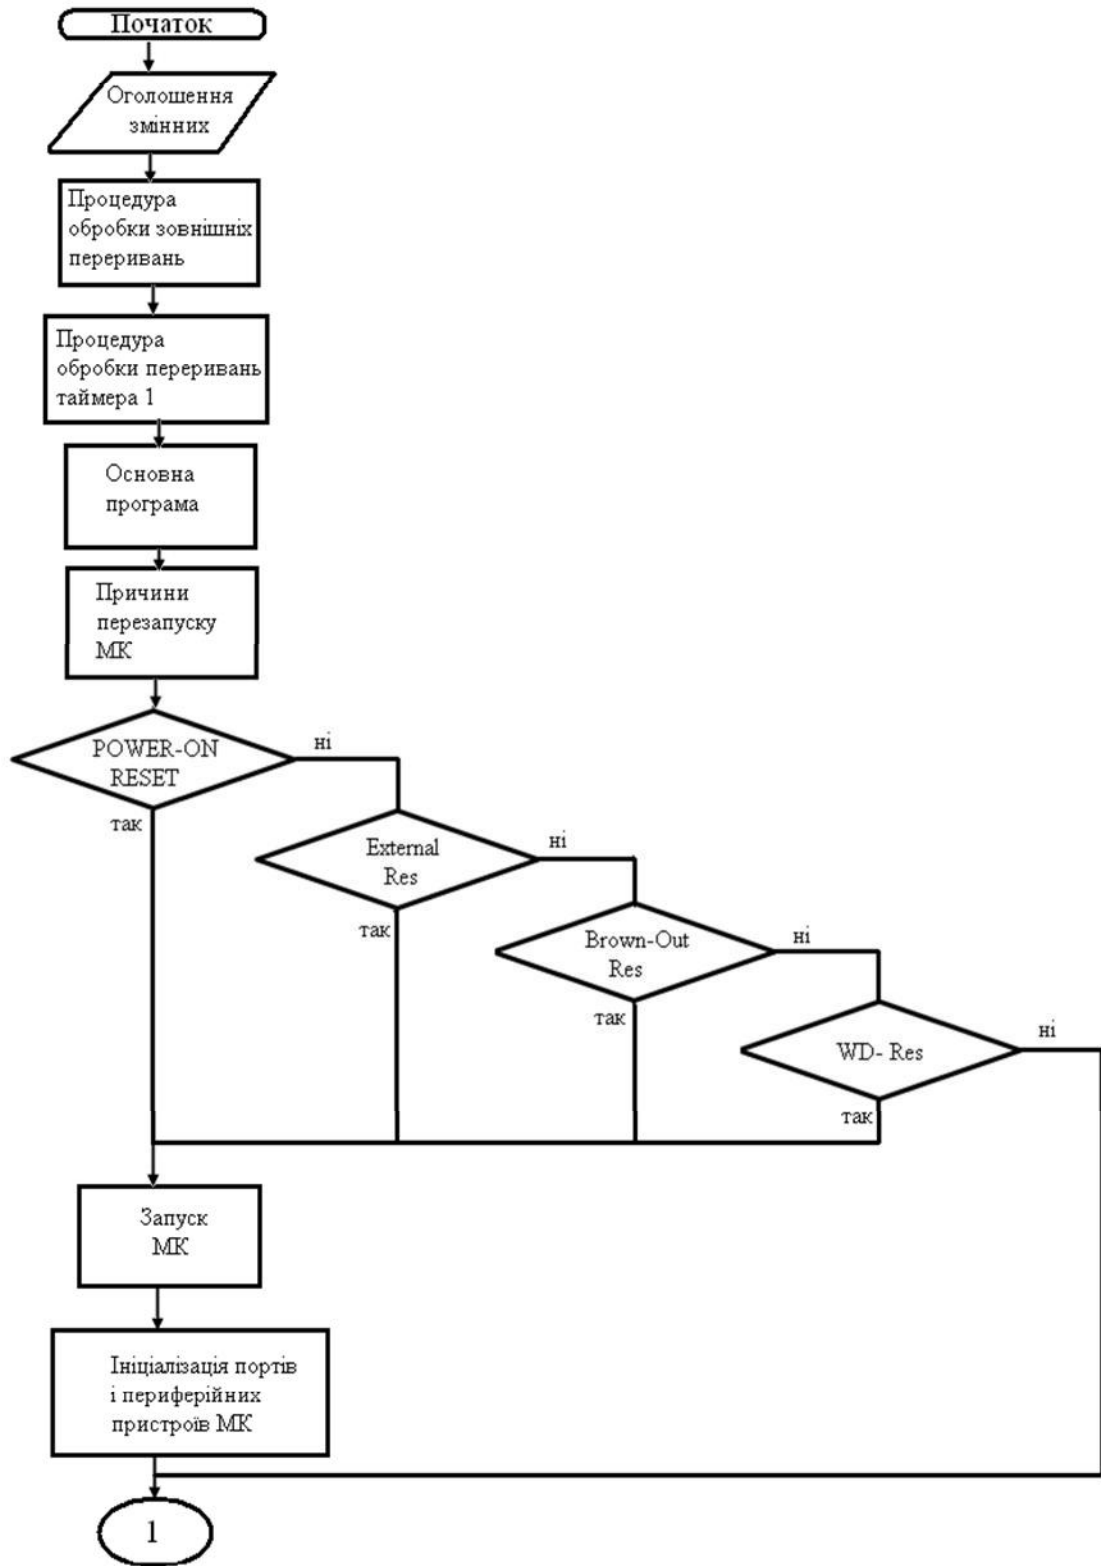 Початок
Оголошення
змінних
Процедура
обробки зовнішніх
переривань
Процедура
обробки переривань
таймера 1
Основна
програма
Причини
перезапуску
МК
POWER-ON
RESET
ні
так
External
Res
ні
так
Brown-Out
Res
ні
так
WD- Res
ні
так
Запуск
МК
Ініціалізація портів
і периферійних
пристроїв МК
1